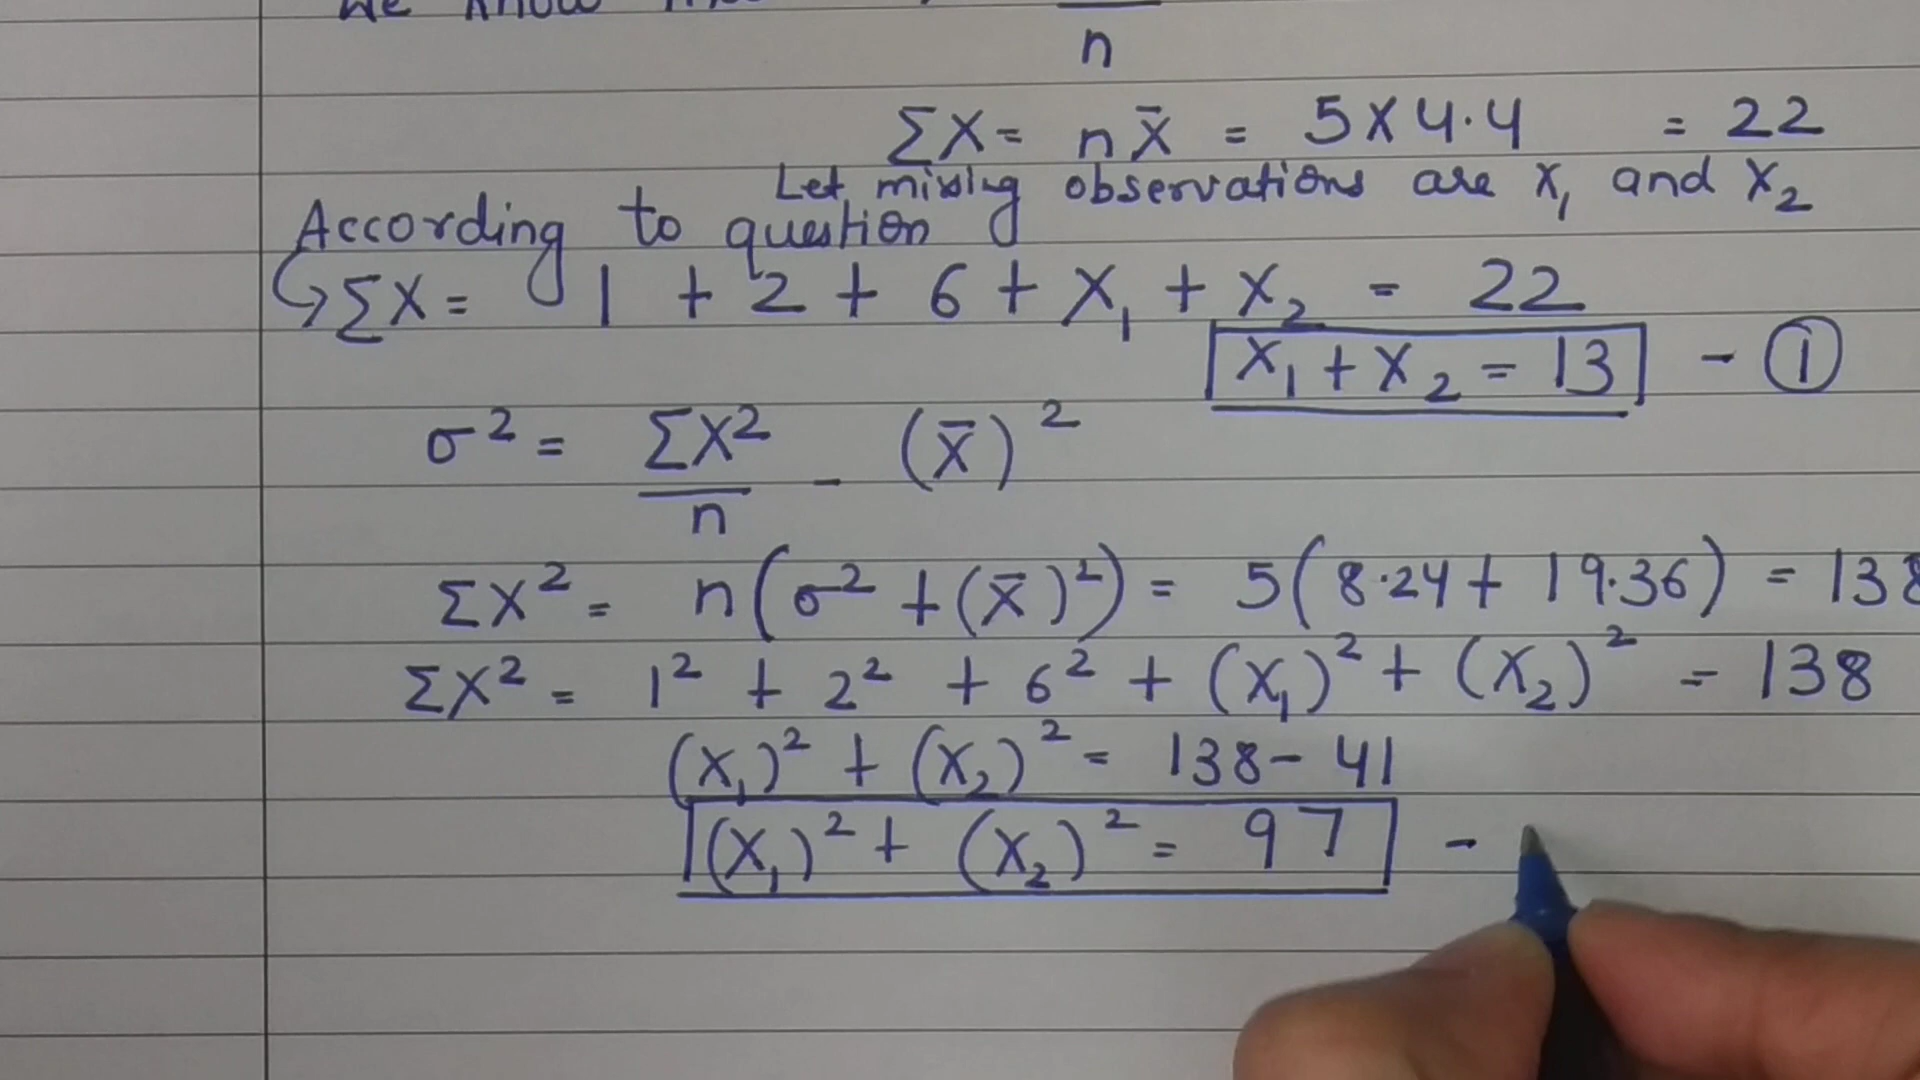 We know
n
ΣX = n x̄ = 5 X 4.4 = 22
Let, missing observations are x₁ and x₂
According to question
↳ ΣX = 1 + 2 + 6 + x₁ + x₂ = 22
x₁ + x₂ = 13 - ①
σ² = ΣX² / n - (x̄)²
ΣX² = n(σ² + (x̄)²) = 5(8.24 + 19.36) = 138
ΣX² = 1² + 2² + 6² + (x₁)² + (x₂)² = 138
(x₁)² + (x₂)² = 138 - 41
(x₁)² + (x₂)² = 97 -